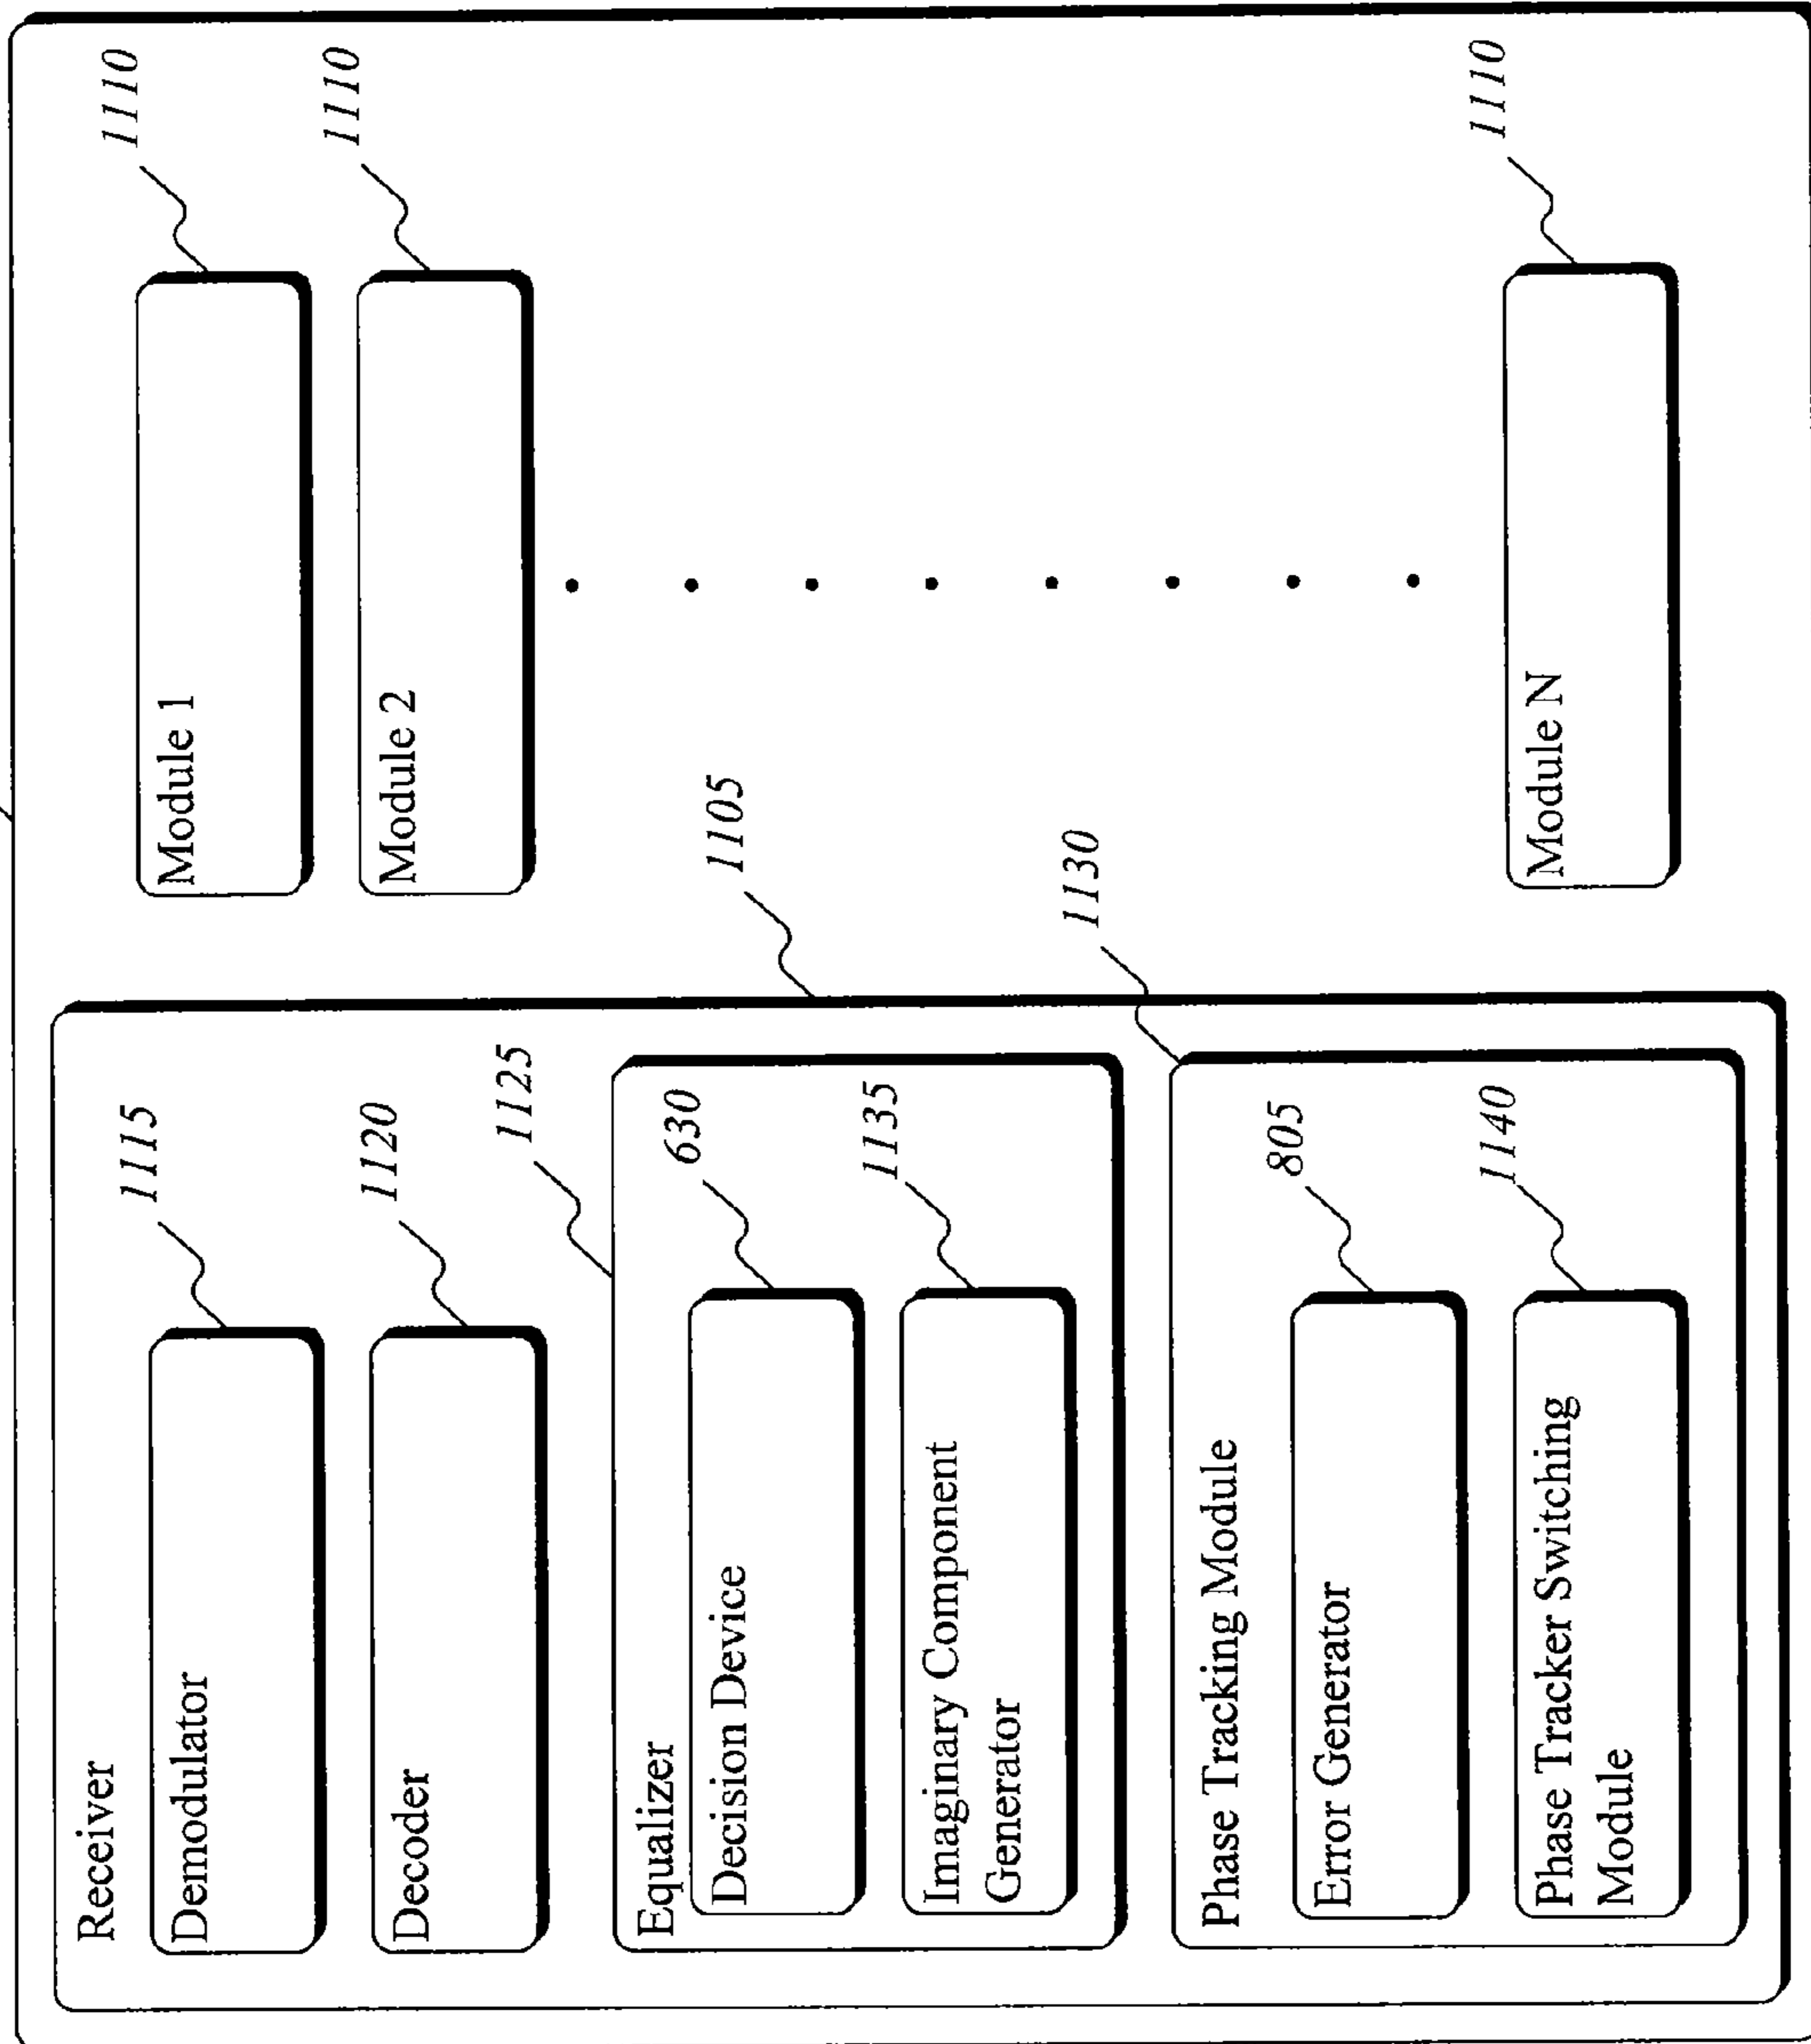 Receiver
Demodulator
1115
Decoder
1120
1125
Equalizer
Decision Device
630
Imaginary Component
Generator
1135
1130
Phase Tracking Module
Error Generator
805
Phase Tracker Switching
Module
1140
1105
Module 1
1110
Module 2
1110
Module N
1110